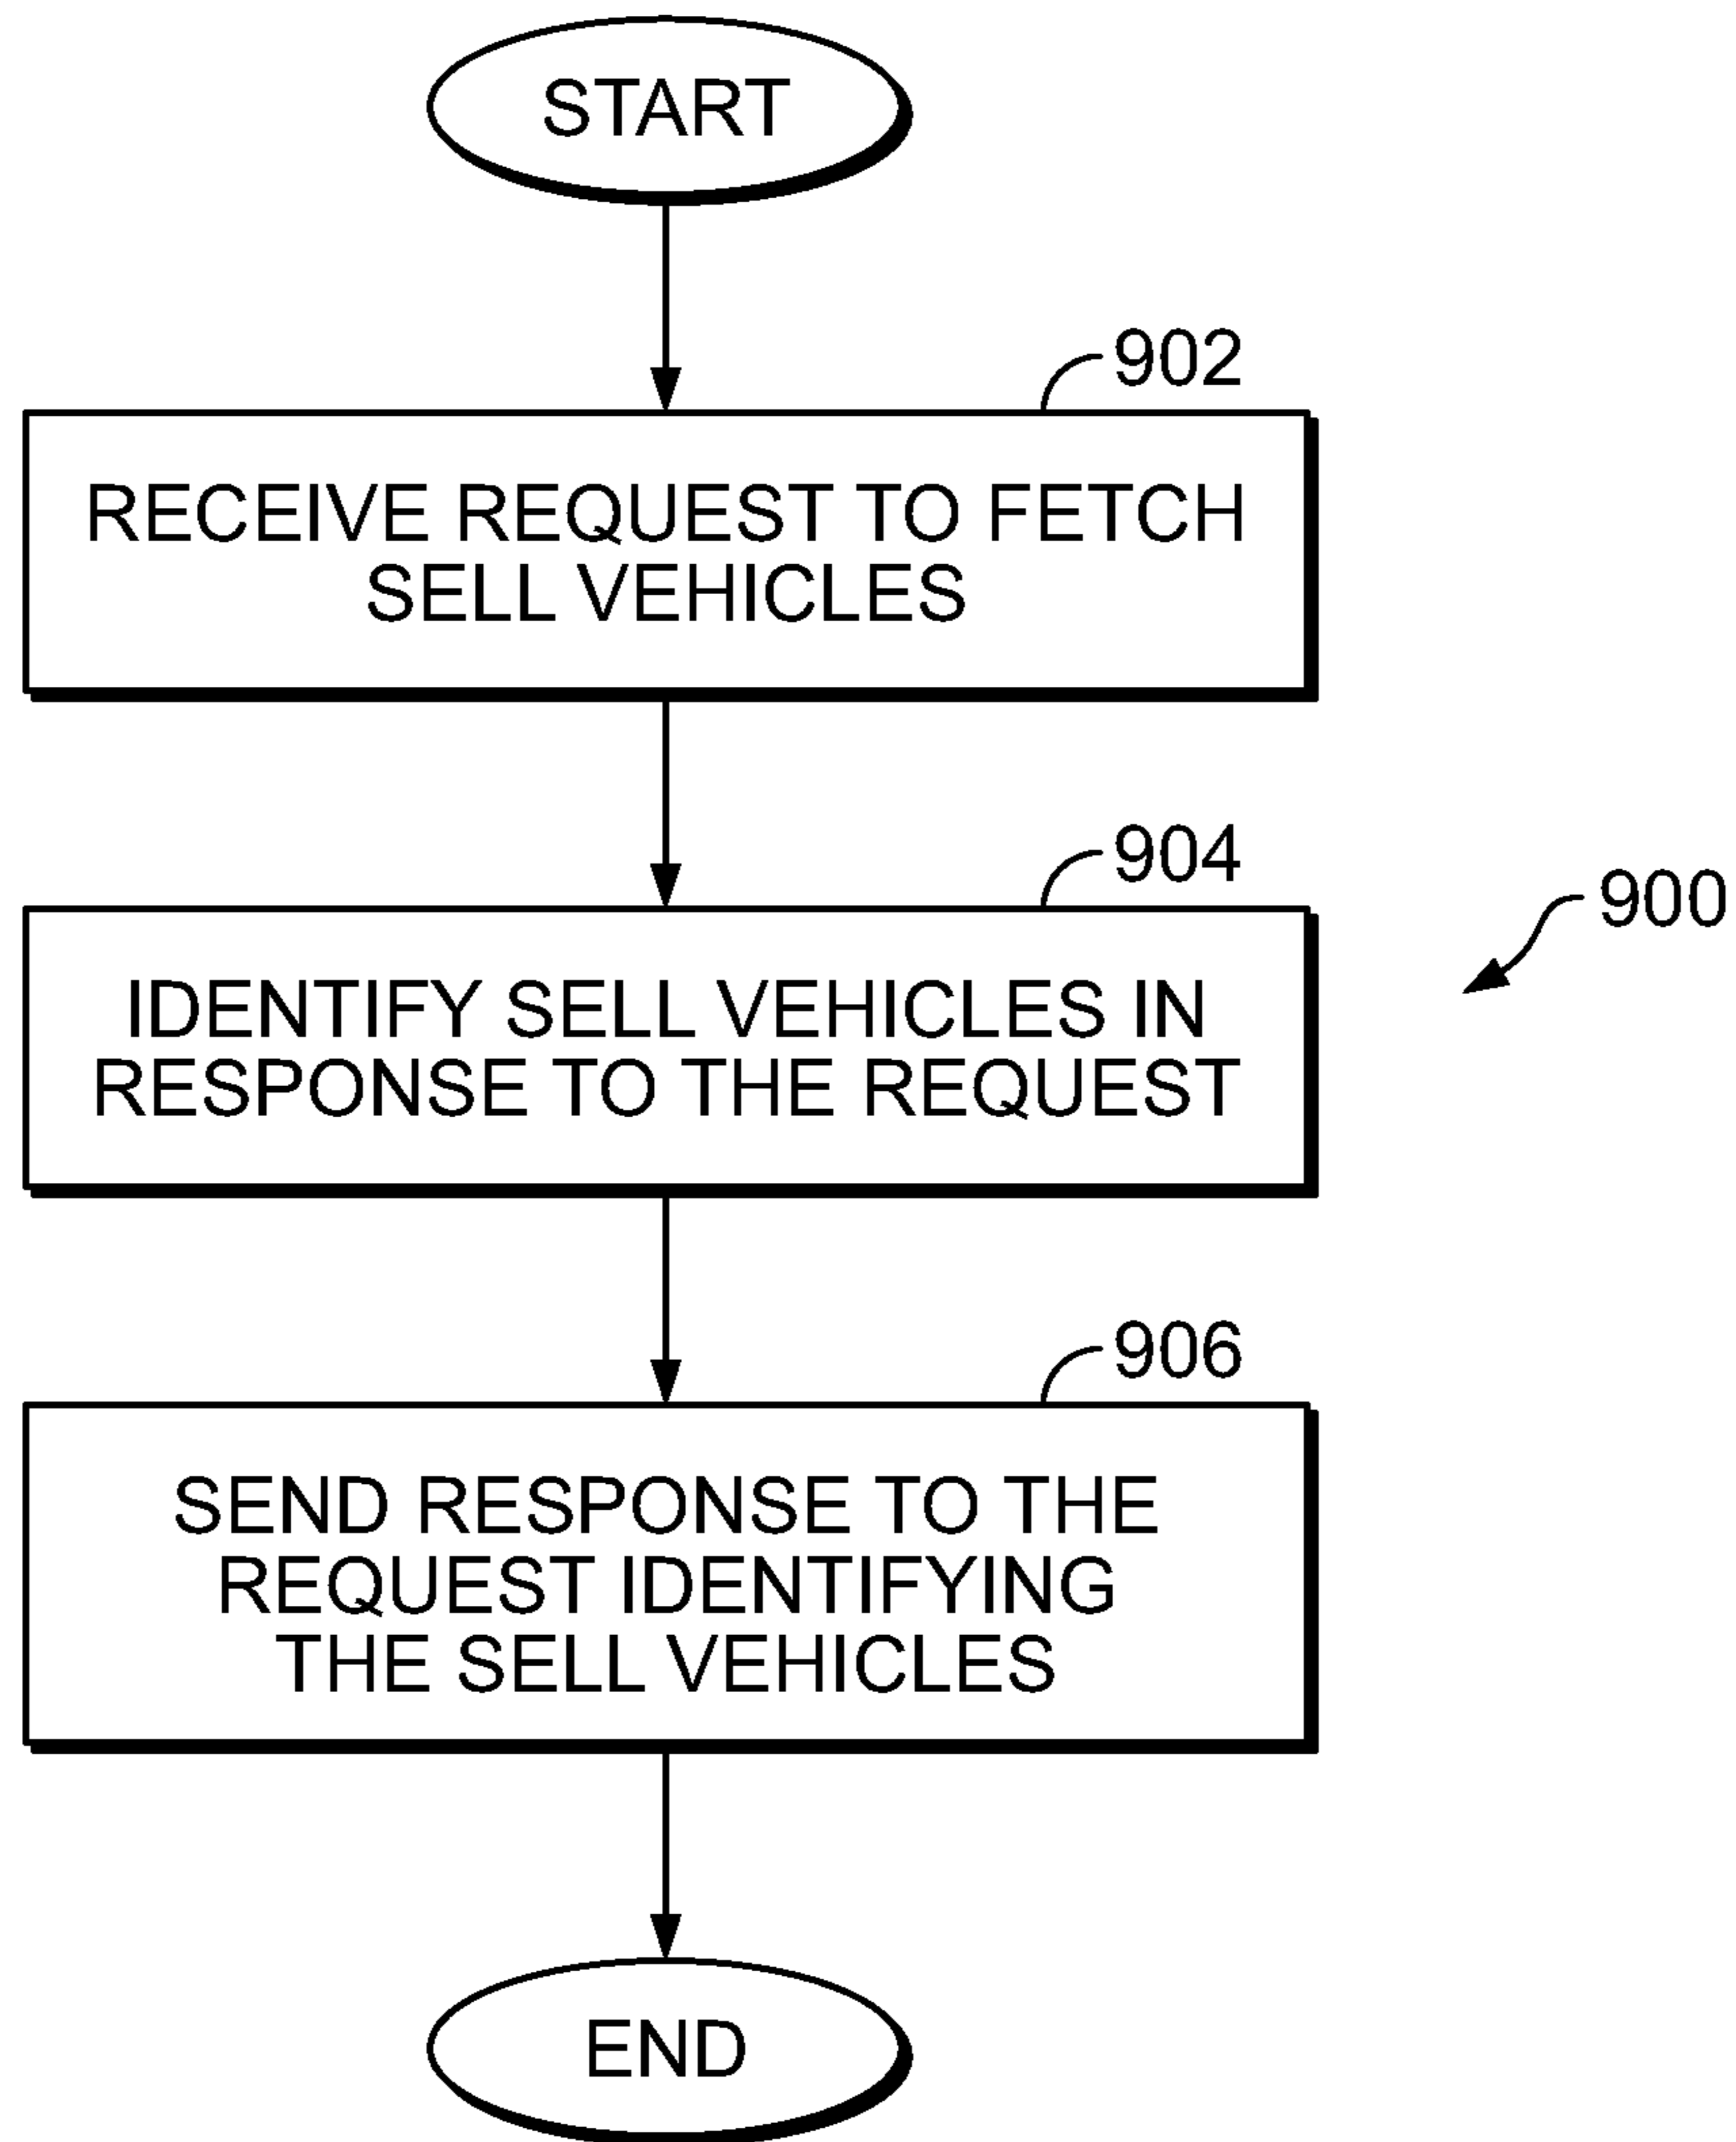 START
902
RECEIVE REQUEST TO FETCH
SELL VEHICLES
904
900
IDENTIFY SELL VEHICLES IN
RESPONSE TO THE REQUEST
906
SEND RESPONSE TO THE
REQUEST IDENTIFYING
THE SELL VEHICLES
END